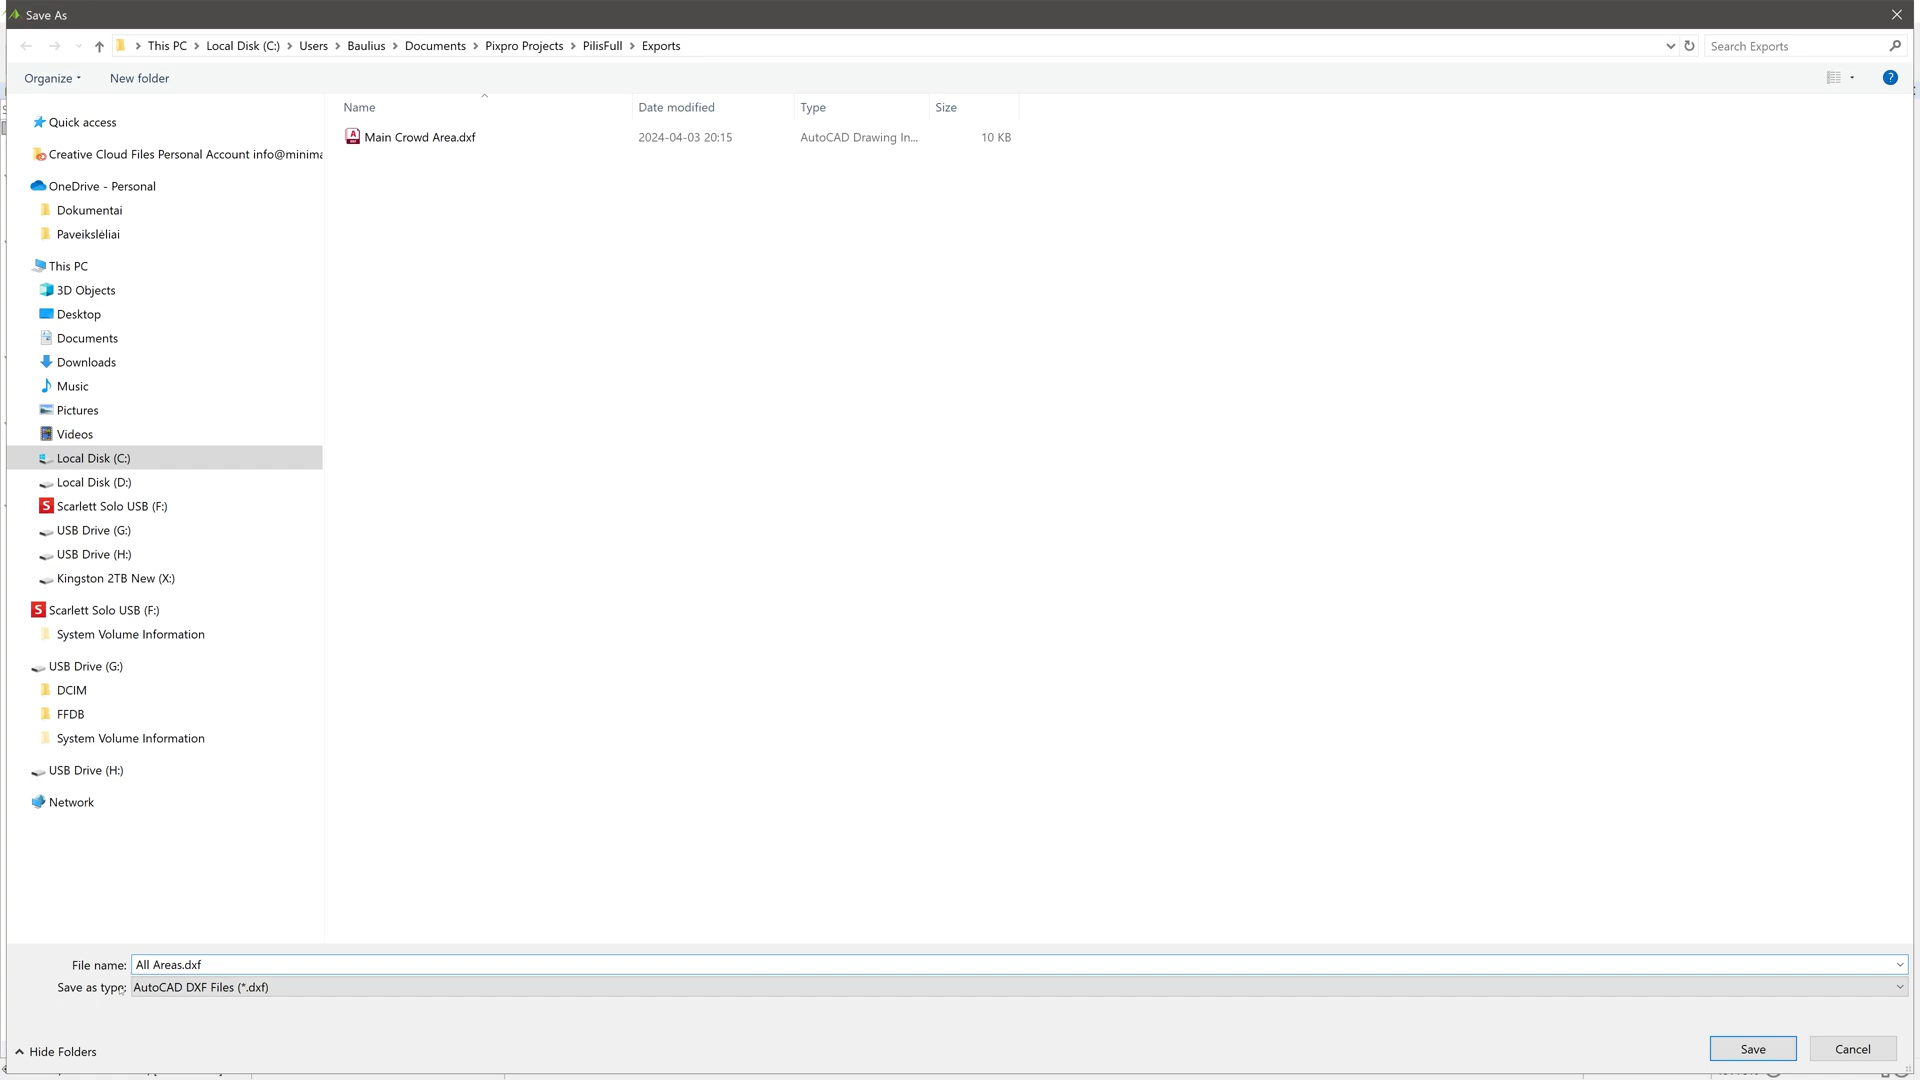 Save As
This PC > Local Disk (C:) > Users > Baulius > Documents > Pixpro Projects > PilisFull > Exports
Search Exports
Organize
New folder
Name
Date modified
Type
Size
Main Crowd Area.dxf
2024-04-03 20:15
AutoCAD Drawing In...
10 KB
Quick access
Creative Cloud Files Personal Account info@minima
OneDrive - Personal
Dokumentai
Paveikslėliai
This PC
3D Objects
Desktop
Documents
Downloads
Music
Pictures
Videos
Local Disk (C:)
Local Disk (D:)
Scarlett Solo USB (F:)
USB Drive (G:)
USB Drive (H:)
Kingston 2TB New (X:)
Scarlett Solo USB (F:)
System Volume Information
USB Drive (G:)
DCIM
FFDB
System Volume Information
USB Drive (H:)
Network
File name: All Areas.dxf
Save as type: AutoCAD DXF Files (*.dxf)
Hide Folders
Save
Cancel